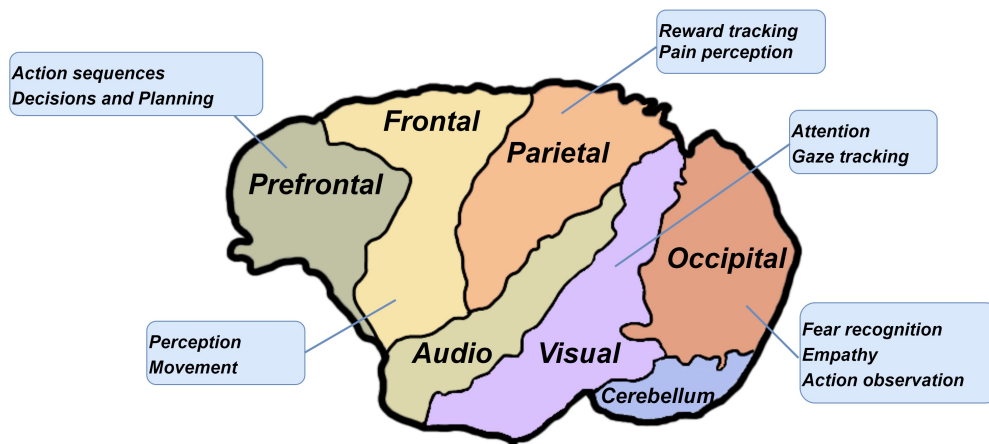 Reward tracking
Pain perception
Action sequences
Decisions and Planning
Frontal
Attention
Gaze tracking
Parietal
Prefrontal
Occipital
Perception
Movement
Audio
Visual
Fear recognition
Empathy
Action observation
Cerebellum